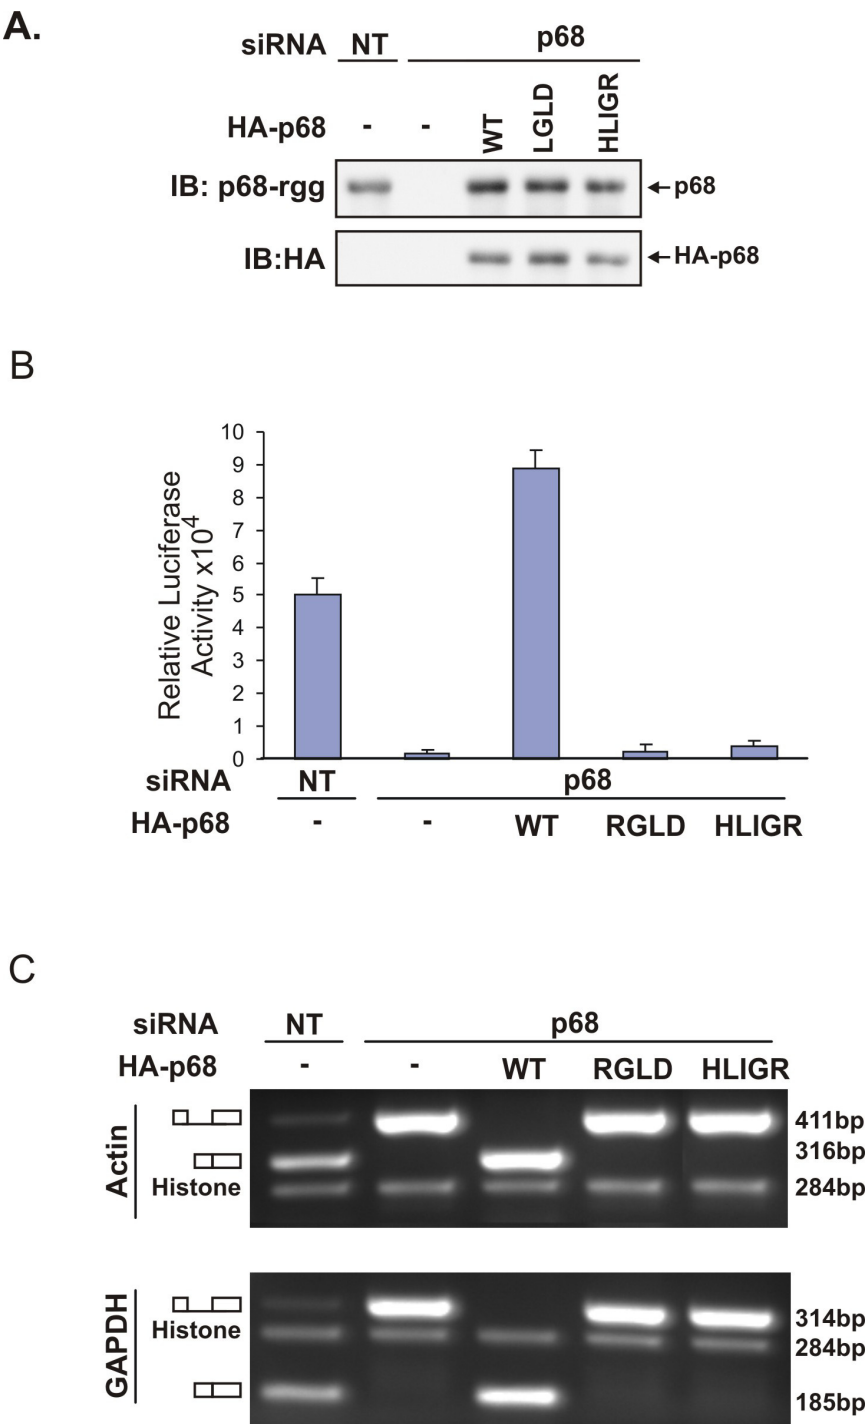 A.
siRNA NT p68
HA-p68 - - WT LGLD HLIGR
IB: p68-rgg ←p68
IB:HA ←HA-p68
B
10
9
8
7
6
5
4
3
2
1
0
Relative Luciferase
Activity x10⁴
siRNA NT p68
HA-p68 - - WT RGLD HLIGR
C
siRNA NT p68
HA-p68 - - WT RGLD HLIGR
Actin
411bp
316bp
Histone 284bp
GAPDH
314bp
Histone 284bp
185bp